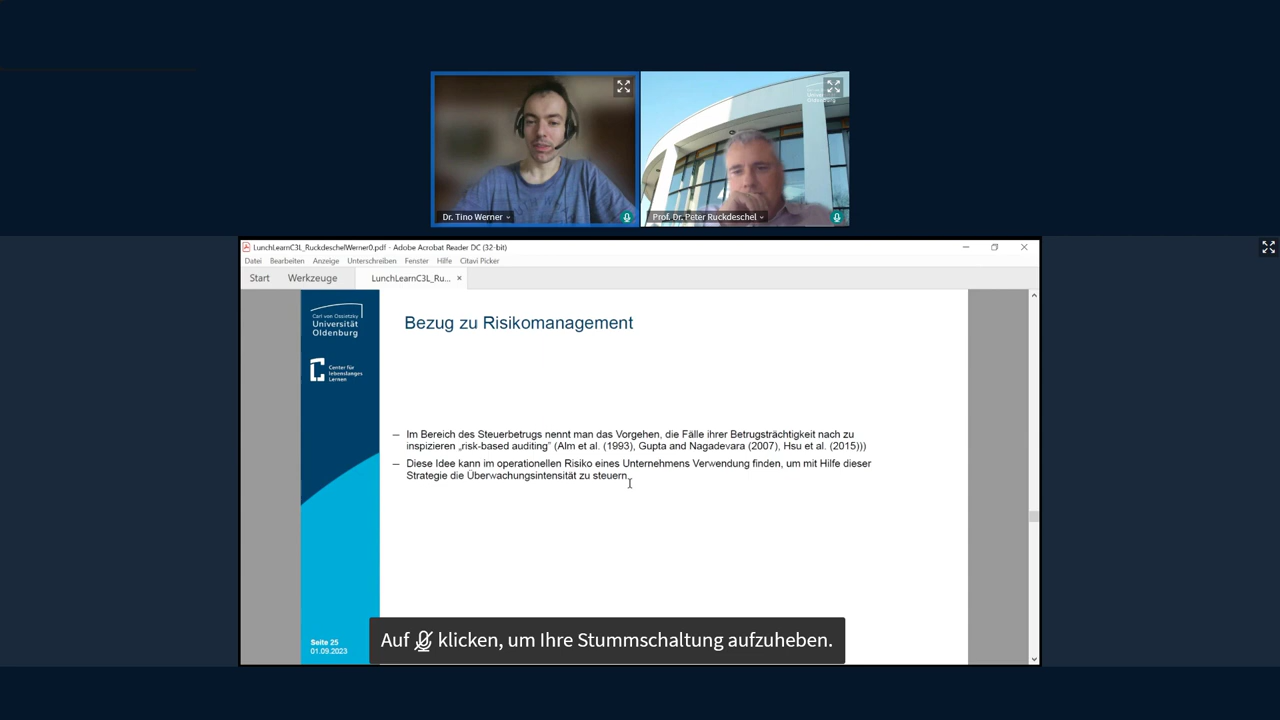 Dr. Tino Werner
Prof. Dr. Peter Ruckdeschel
LunchLearnC3L_RuckdeschelWerner0.pdf - Adobe Acrobat Reader DC (32-bit)
Datei Bearbeiten Anzeige Unterschreiben Fenster Hilfe Citavi Picker
Start Werkzeuge LunchLearnC3L_Ru... ×
Carl von Ossietzky
Universität
Oldenburg
Center für
lebenslanges
Lernen
Bezug zu Risikomanagement
– Im Bereich des Steuerbetrugs nennt man das Vorgehen, die Fälle ihrer Betrugsträchtigkeit nach zu
inspizieren „risk-based auditing” (Alm et al. (1993), Gupta and Nagadevara (2007), Hsu et al. (2015)))
– Diese Idee kann im operationellen Risiko eines Unternehmens Verwendung finden, um mit Hilfe dieser
Strategie die Überwachungsintensität zu steuern.
Seite 25
01.09.2023
Auf klicken, um Ihre Stummschaltung aufzuheben.